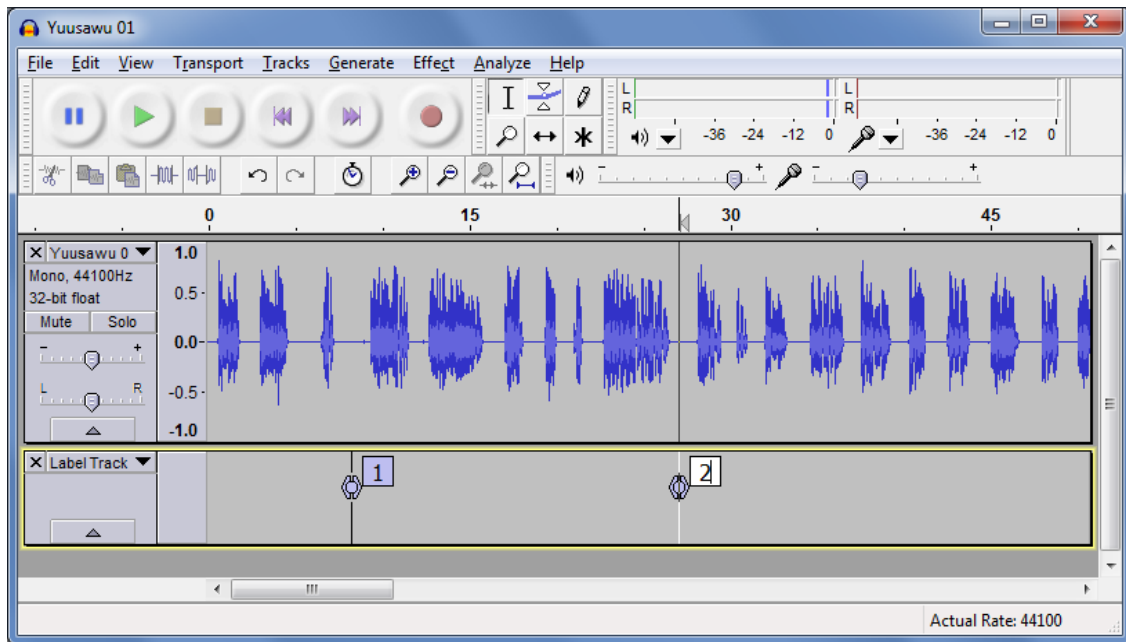 Yuusawu 01
File Edit View Transport Tracks Generate Effect Analyze Help
L L
R R
-36 -24 -12 0 -36 -24 -12 0
- + - +
0 15 30 45
X Yuusawu 0 1.0
Mono, 44100Hz
32-bit float 0.5
Mute Solo
- + 0.0
L R -0.5
-1.0
X Label Track
1 2
Actual Rate: 44100